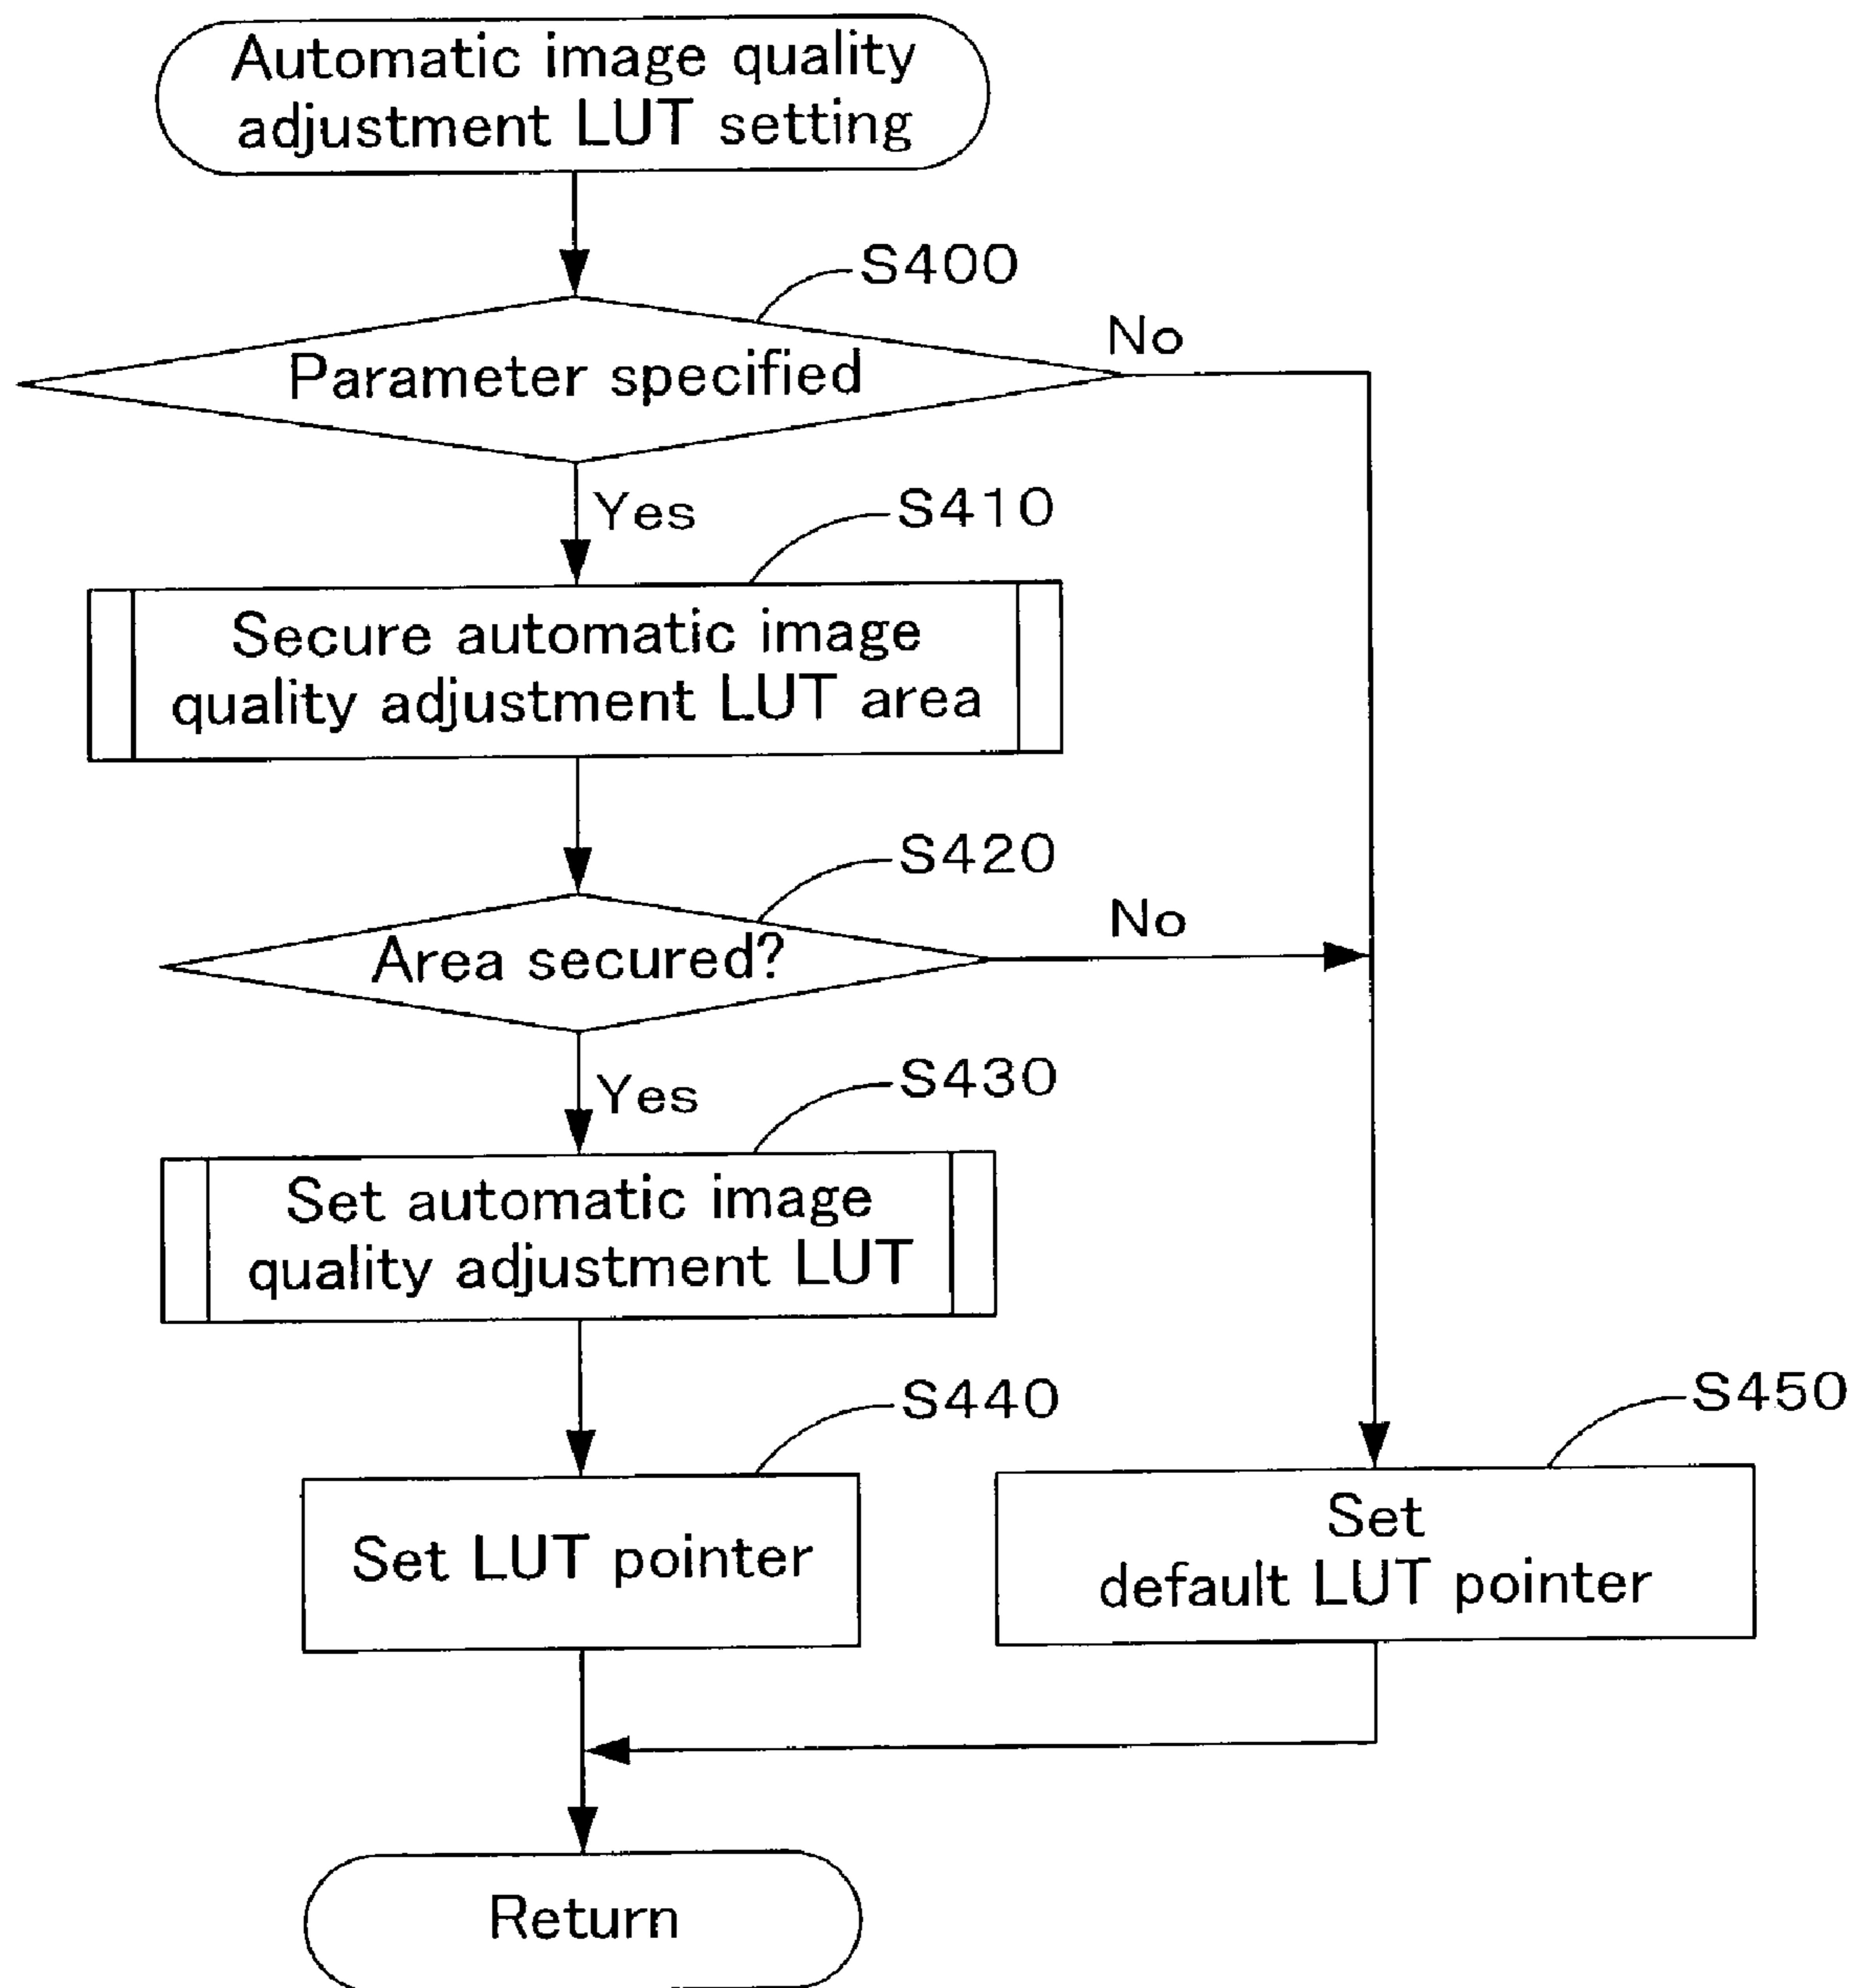 Automatic image quality
adjustment LUT setting
S400
Parameter specified
No
Yes
S410
Secure automatic image
quality adjustment LUT area
S420
Area secured?
No
Yes
S430
Set automatic image
quality adjustment LUT
S440
Set LUT pointer
S450
Set
default LUT pointer
Return